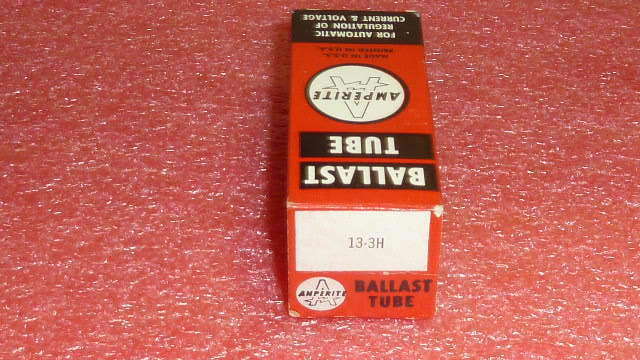 FOR AUTOMATIC
REGULATION OF
CURRENT & VOLTAGE
MADE IN U.S.A.
PRINTED IN U.S.A.
AMPERITE
BALLAST
TUBE
13-3H
AMPERITE
BALLAST
TUBE